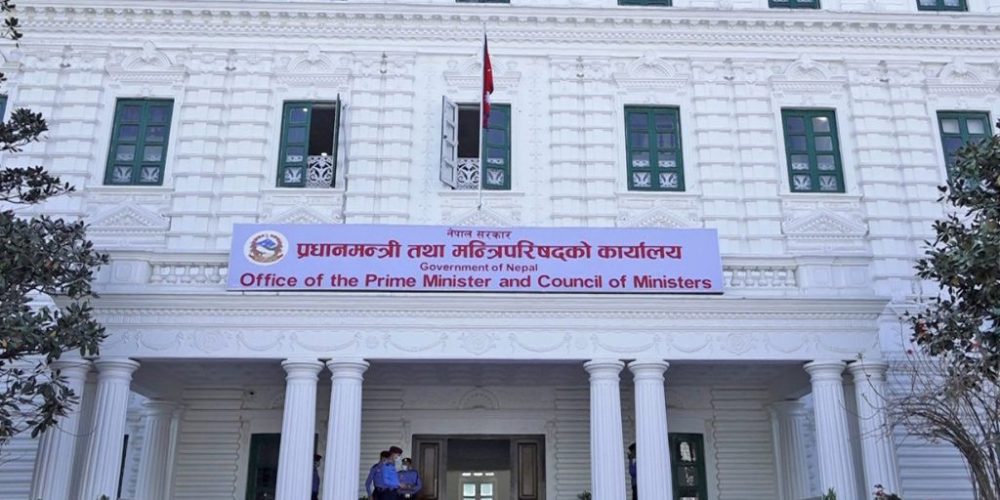 नेपाल सरकार
प्रधानमन्त्री तथा मन्त्रिपरिषद्को कार्यालय
Government of Nepal
Office of the Prime Minister and Council of Ministers